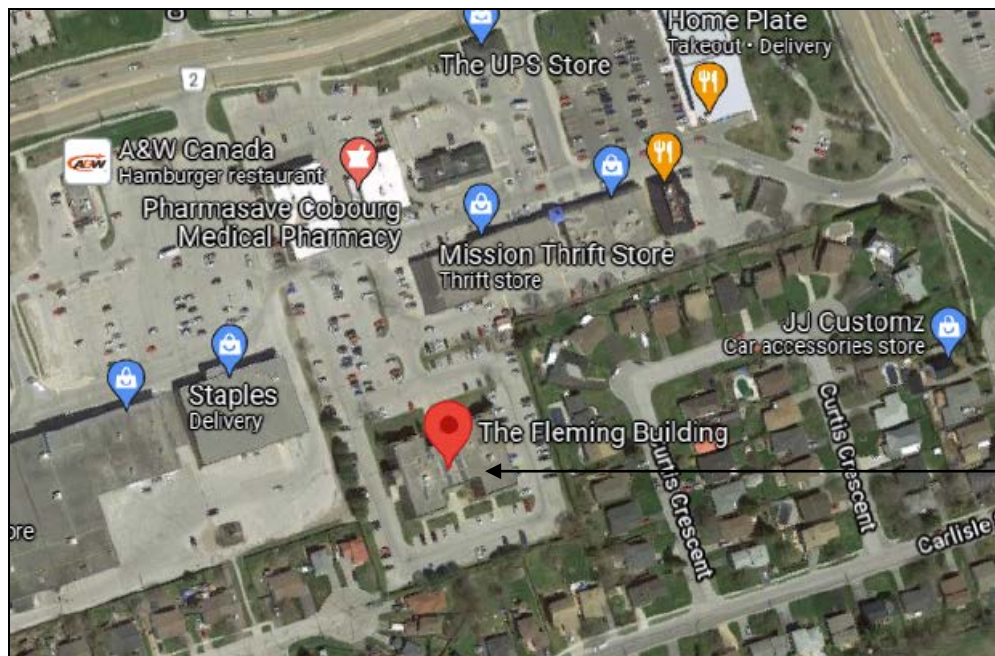 Home Plate
Takeout • Delivery
The UPS Store
2
A&W
A&W Canada
Hamburger restaurant
Pharmasave Cobourg
Medical Pharmacy
Mission Thrift Store
Thrift store
JJ Customz
Car accessories store
Staples
Delivery
The Fleming Building
Curtis Crescent
Curtis Crescent
Carlisle
ore